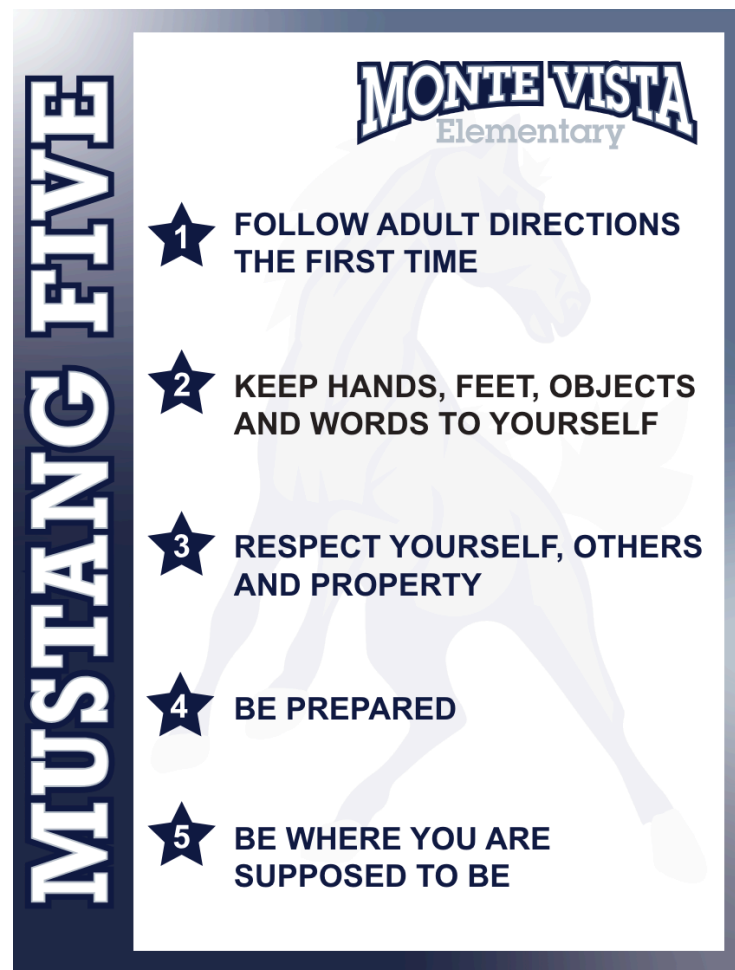 MUSTANG FIVE
MONTE VISTA
Elementary
1 FOLLOW ADULT DIRECTIONS
THE FIRST TIME
2 KEEP HANDS, FEET, OBJECTS
AND WORDS TO YOURSELF
3 RESPECT YOURSELF, OTHERS
AND PROPERTY
4 BE PREPARED
5 BE WHERE YOU ARE
SUPPOSED TO BE